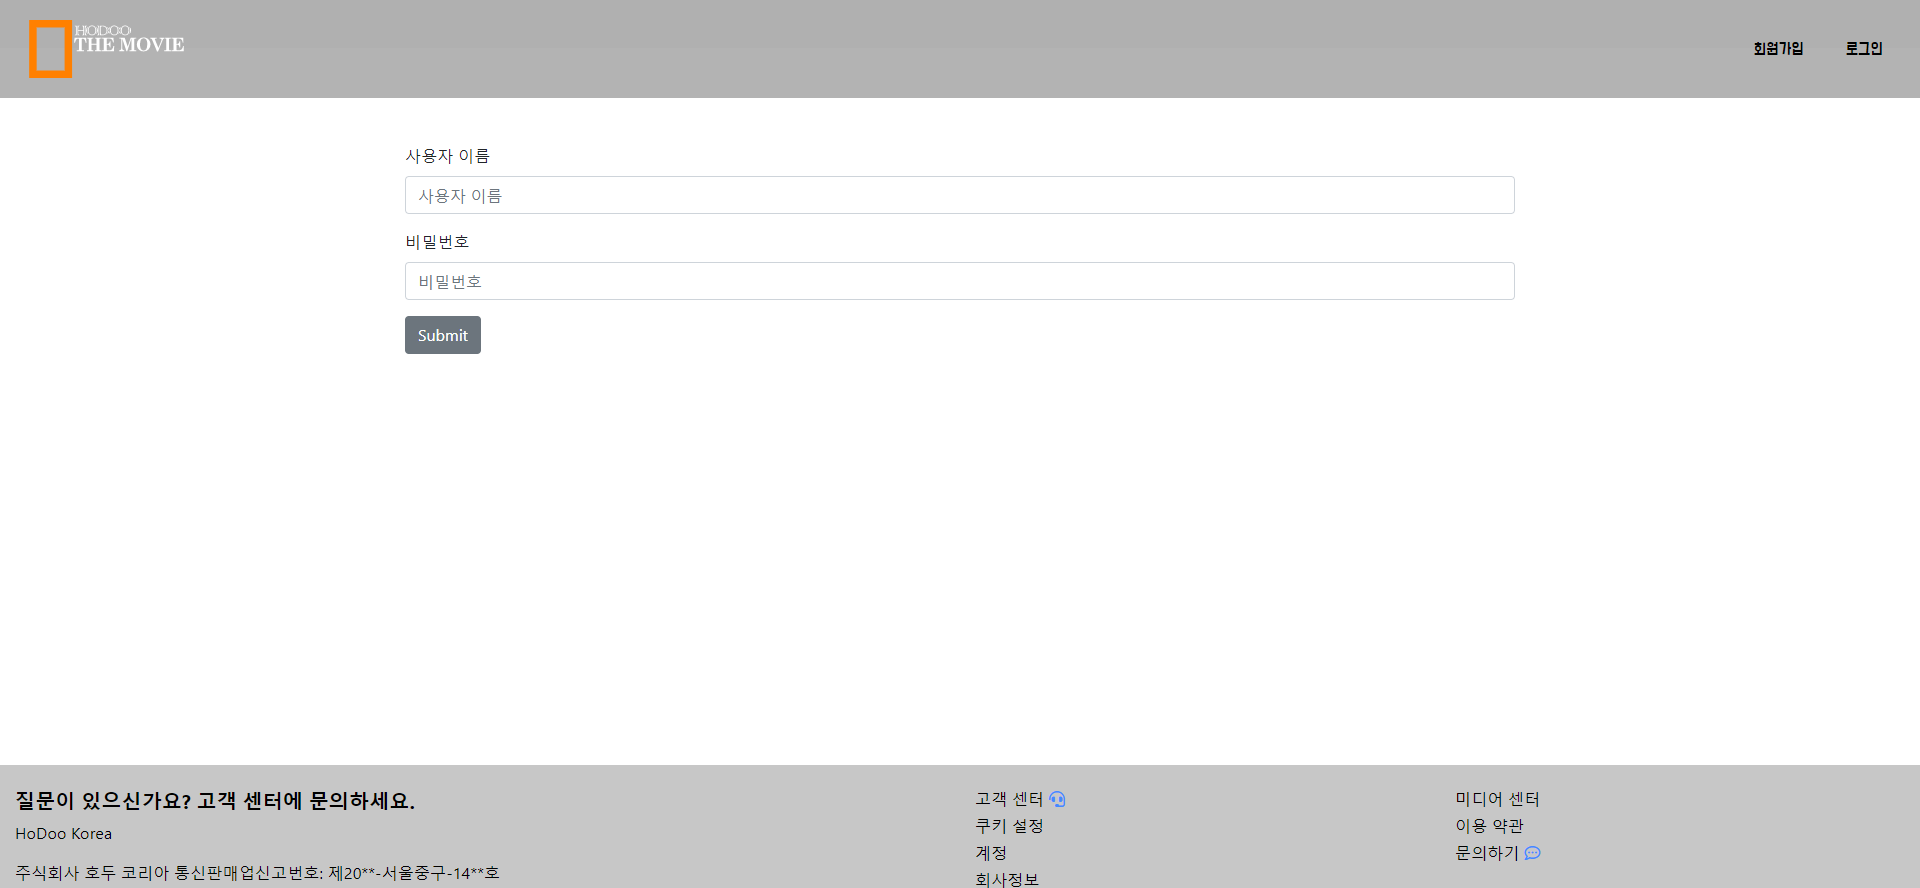 HODOO
THE MOVIE
회원가입
로그인
사용자 이름
사용자 이름
비밀번호
비밀번호
Submit
질문이 있으신가요? 고객 센터에 문의하세요.
HoDoo Korea
주식회사 호두 코리아 통신판매업신고번호: 제20**-서울중구-14**호
고객 센터
쿠키 설정
계정
회사정보
미디어 센터
이용 약관
문의하기